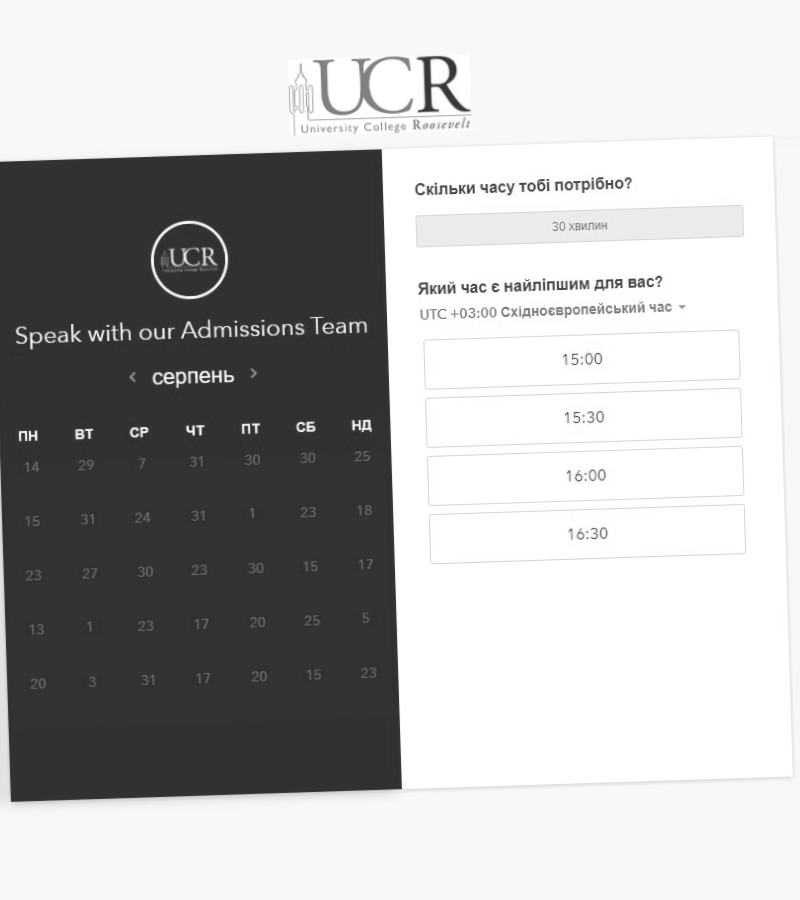 UCR
University College Roosevelt
UCR
Speak with our Admissions Team
серпень
ПН ВТ СР ЧТ ПТ СБ НД
14 29 7 31 30 30 25
15 31 24 31 1 23 18
23 27 30 23 30 15 17
13 1 23 17 20 25 5
20 3 31 17 20 15 23
Скільки часу тобі потрібно?
30 хвилин
Який час є найліпшим для вас?
UTC +03:00 Східноєвропейський час
15:00
15:30
16:00
16:30